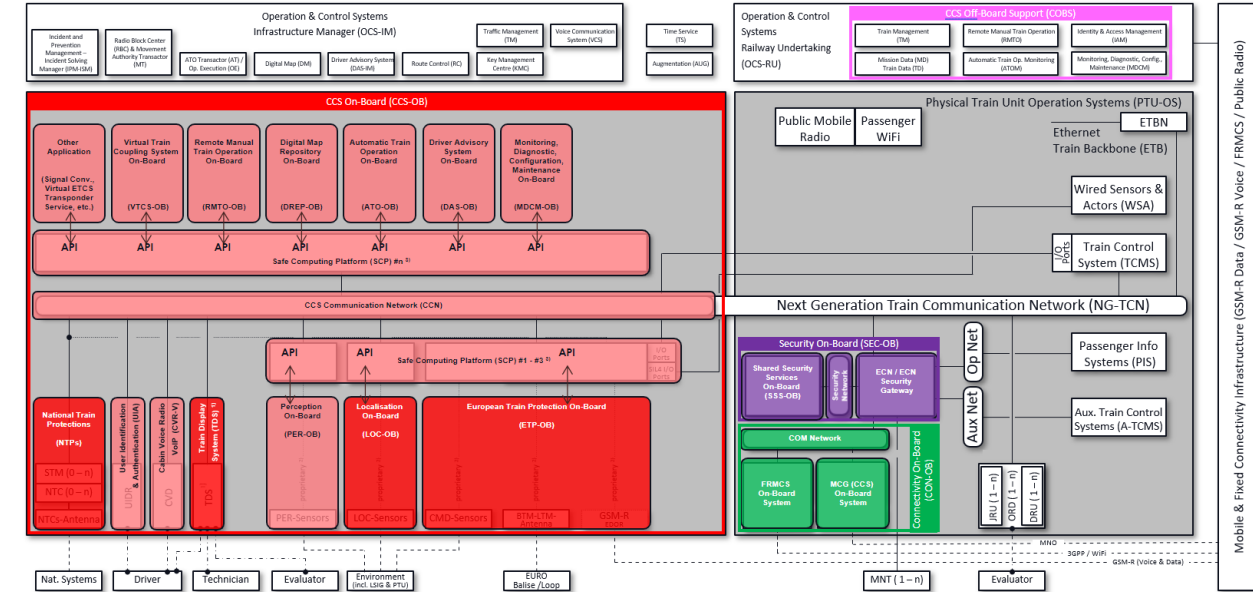 Operation & Control Systems
Infrastructure Manager (OCS-IM)
Incident and
Prevention
Management –
Incident Solving
Manager (IPM-ISM)
Radio Block Center
(RBC) & Movement
Authority Transactor
(MT)
ATO Transactor (AT) /
Op. Execution (OE)
Digital Map (DM)
Driver Advisory System
(DAS-IM)
Route Control (RC)
Traffic Management
(TM)
Key Management
Centre (KMC)
Voice Communication
System (VCS)
Time Service
(TS)
Augmentation (AUG)
Operation & Control
Systems
Railway Undertaking
(OCS-RU)
CCS Off-Board Support (COBS)
Train Management
(TM)
Remote Manual Train Operation
(RMTO)
Identity & Access Management
(IAM)
Mission Data (MD)
Train Data (TD)
Automatic Train Op. Monitoring
(ATOM)
Monitoring, Diagnostic, Config.,
Maintenance (MDCM)
Mobile & Fixed Connectivity Infrastructure (GSM-R Data / GSM-R Voice / FRMCS / Public Radio)
CCS On-Board (CCS-OB)
Other
Application
(Signal Conv.,
Virtual ETCS
Transponder
Service, etc.)
Virtual Train
Coupling System
On-Board
(VTCS-OB)
Remote Manual
Train Operation
On-Board
(RMTO-OB)
Digital Map
Repository
On-Board
(DREP-OB)
Automatic Train
Operation
On-Board
(ATO-OB)
Driver Advisory
System
On-Board
(DAS-OB)
Monitoring,
Diagnostic,
Configuration,
Maintenance
On-Board
(MDCM-OB)
API
API
API
API
API
API
API
Safe Computing Platform (SCP) #n
CCS Communication Network (CCN)
API
API
API
Safe Computing Platform (SCP) #1 - #3
I/O
Ports
I/O
Ports
National Train
Protections
(NTPs)
STM (0 – n)
NTC (0 – n)
NTCs-Antenna
User Identification
& Authentication (UIA)
UIDR
Cabin Voice Radio
VoIP (CVR-V)
CVD
Train Display
System (TDS)
TDS
Perception
On-Board
(PER-OB)
proprietary
PER-Sensors
Localisation
On-Board
(LOC-OB)
proprietary
LOC-Sensors
European Train Protection On-Board
(ETP-OB)
proprietary
CMD-Sensors
proprietary
BTM-LTM-
Antenna
proprietary
GSM-R
EDOR
Physical Train Unit Operation Systems (PTU-OS)
Public Mobile
Radio
Passenger
WiFi
ETBN
Ethernet
Train Backbone (ETB)
Wired Sensors &
Actors (WSA)
I/O
Ports
Train Control
System (TCMS)
Next Generation Train Communication Network (NG-TCN)
Security On-Board (SEC-OB)
Shared Security
Services
On-Board
(SSS-OB)
Security
Network
ECN / ECN
Security
Gateway
Op Net
Passenger Info
Systems (PIS)
Aux Net
Aux. Train Control
Systems (A-TCMS)
COM Network
FRMCS
On-Board
System
MCG (CCS)
On-Board
System
Connectivity On-Board
(CON-OB)
JRU (1 – n)
ORD (1 – n)
DRU (1 – n)
MNO
3GPP / WiFi
GSM-R (Voice & Data)
Nat. Systems
Driver
Technician
Evaluator
Environment
(incl. LSIG & PTU)
EURO
Balise /Loop
MNT ( 1 – n)
Evaluator